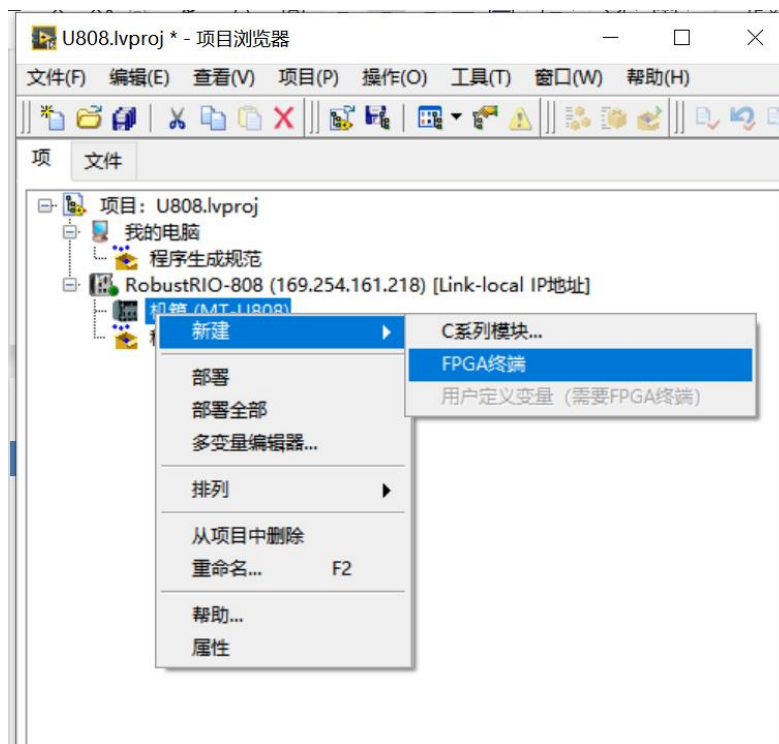 U808.lvproj * - 项目浏览器
文件(F) 编辑(E) 查看(V) 项目(P) 操作(O) 工具(T) 窗口(W) 帮助(H)
项 文件
项目: U808.lvproj
我的电脑
程序生成规范
RobustRIO-808 (169.254.161.218) [Link-local IP地址]
机箱 (MT-U808)
新建
C系列模块...
FPGA终端
用户定义变量 (需要FPGA终端)
部署
部署全部
多变量编辑器...
排列
从项目中删除
重命名... F2
帮助...
属性